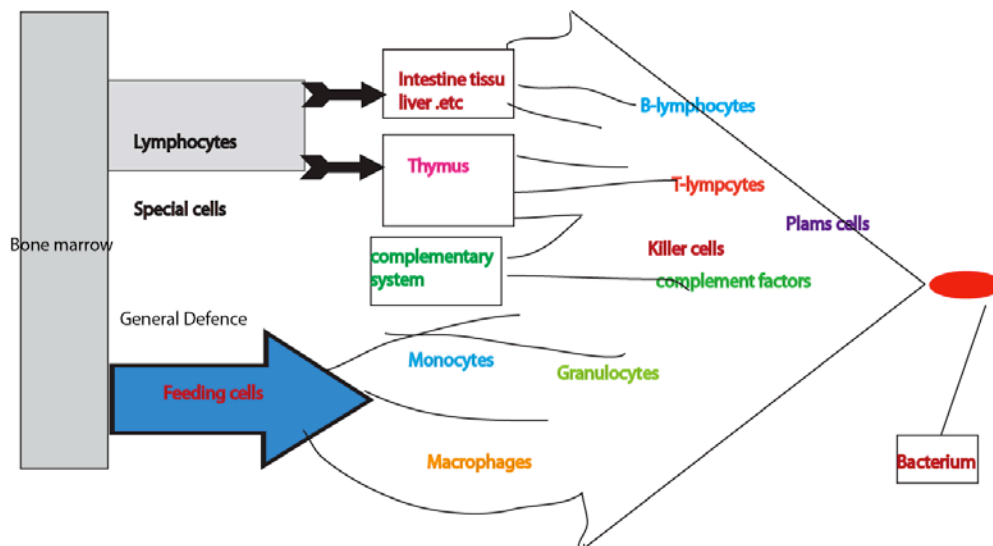 Intestine tissu
liver .etc
B-lymphocytes
Lymphocytes
Thymus
T-lympcytes
Special cells
Plams cells
Bone marrow
Killer cells
complementary
system
complement factors
General Defence
Monocytes
Granulocytes
Feeding cells
Macrophages
Bacterium